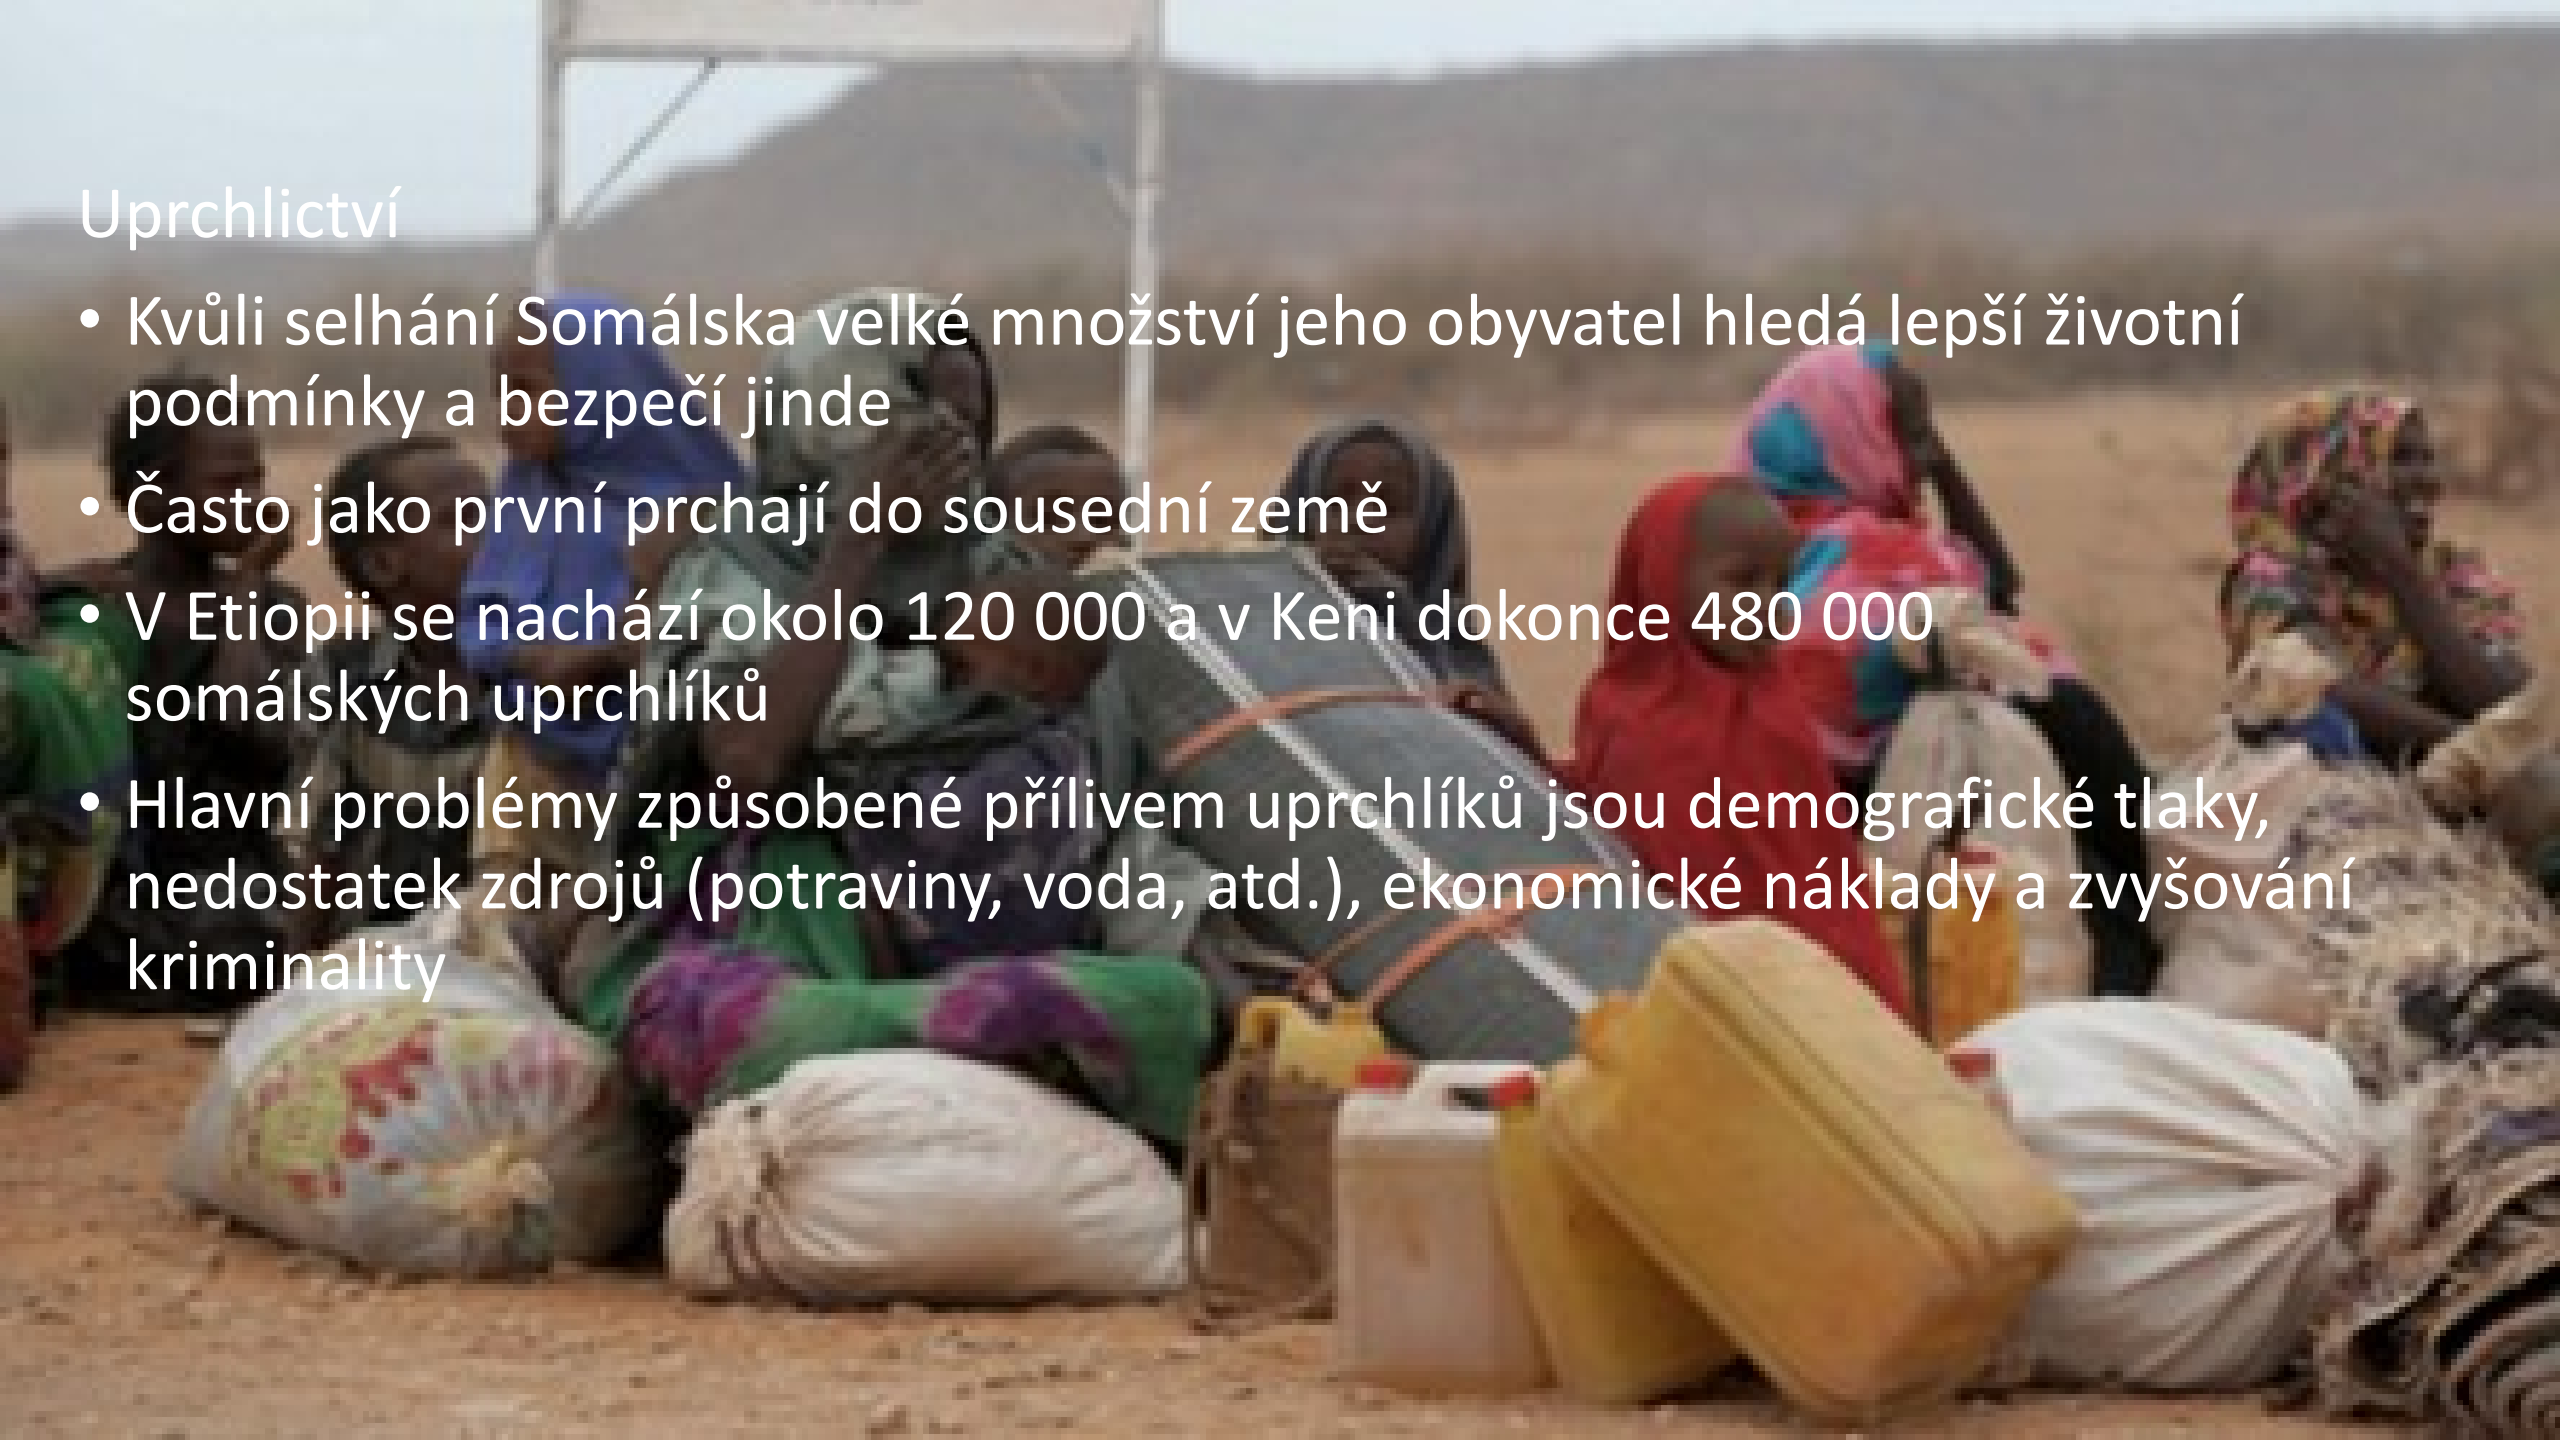 Uprchlictví
• Kvůli selhání Somálska velké množství jeho obyvatel hledá lepší životní
podmínky a bezpečí jinde
• Často jako první prchají do sousední země
• V Etiopii se nachází okolo 120 000 a v Keni dokonce 480 000
somálských uprchlíků
• Hlavní problémy způsobené přílivem uprchlíků jsou demografické tlaky,
nedostatek zdrojů (potraviny, voda, atd.), ekonomické náklady a zvyšování
kriminality